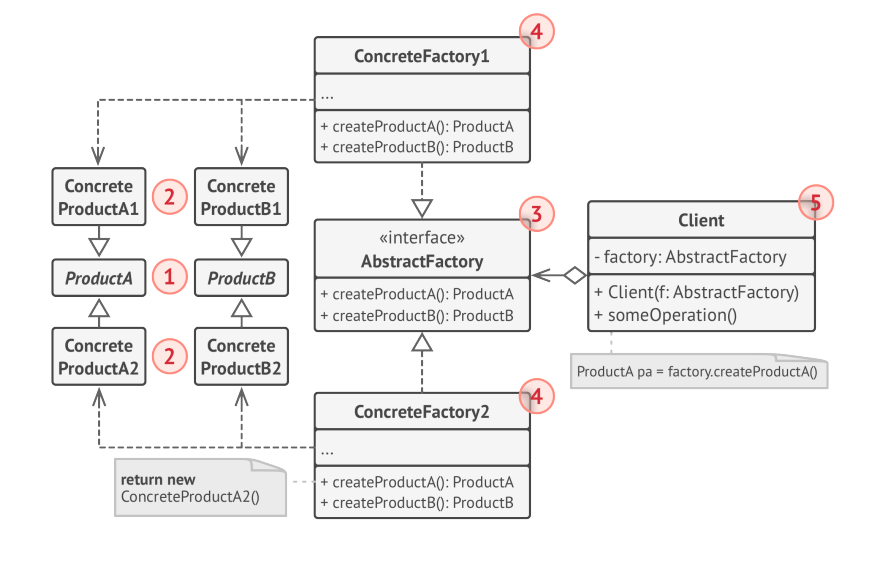 4
ConcreteFactory1
...
+ createProductA(): ProductA
+ createProductB(): ProductB
Concrete
ProductA1
2
Concrete
ProductB1
3
«interface»
AbstractFactory
+ createProductA(): ProductA
+ createProductB(): ProductB
5
Client
- factory: AbstractFactory
+ Client(f: AbstractFactory)
+ someOperation()
ProductA
1
ProductB
Concrete
ProductA2
2
Concrete
ProductB2
ProductA pa = factory.createProductA()
4
ConcreteFactory2
...
+ createProductA(): ProductA
+ createProductB(): ProductB
return new
ConcreteProductA2()